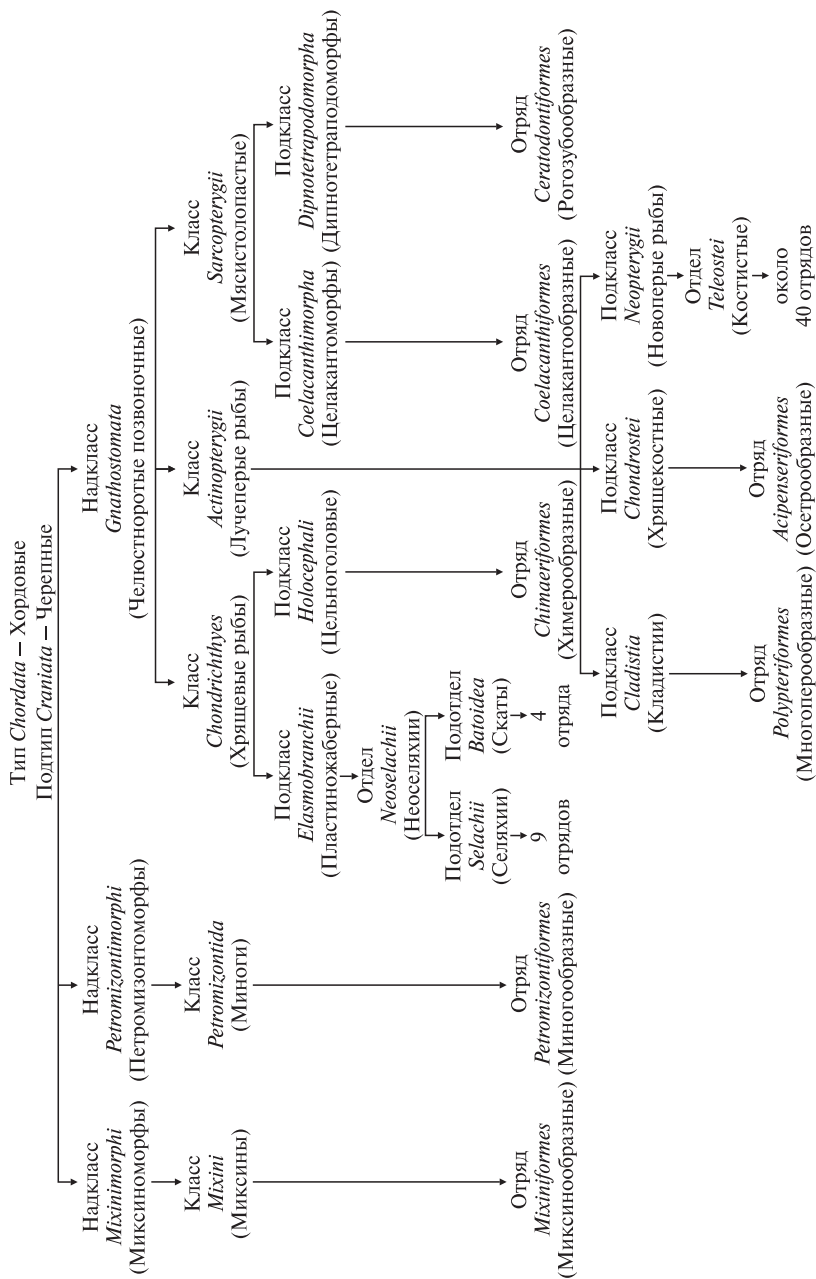 Тип Chordata — Хордовые
Подтип Craniata — Черепные
Надкласс
Mixinimorphi
(Миксиноморфы)
Надкласс
Petromizontimorphi
(Петромизонтоморфы)
Надкласс
Gnathostomata
(Челюстноротые позвоночные)
Класс
Mixini
(Миксины)
Класс
Petromizontida
(Миноги)
Класс
Chondrichthyes
(Хрящевые рыбы)
Класс
Actinopterygii
(Лучеперые рыбы)
Класс
Sarcopterygii
(Мясистолопастые)
Подкласс
Elasmobranchii
(Пластиножаберные)
Подкласс
Holocephali
(Цельноголовые)
Подкласс
Coelacanthimorpha
(Целакантоморфы)
Подкласс
Dipnotetrapodomorpha
(Дипнотетраподоморфы)
Отдел
Neoselachii
(Неоселяхии)
Подотдел
Selachii
(Селяхии)
9
отрядов
Подотдел
Batoidea
(Скаты)
4
отряда
Отряд
Mixiniformes
(Миксинообразные)
Отряд
Petromizontiformes
(Миногообразные)
Отряд
Chimaeriformes
(Химерообразные)
Отряд
Coelacanthiformes
(Целакантообразные)
Отряд
Ceratodontiformes
(Рогозубообразные)
Подкласс
Cladistia
(Кладистии)
Подкласс
Chondrostei
(Хрящекостные)
Подкласс
Neopterygii
(Новоперые рыбы)
Отдел
Teleostei
(Костистые)
Отряд
Polypteriformes
(Многоперообразные)
Отряд
Acipenseriformes
(Осетрообразные)
около
40 отрядов